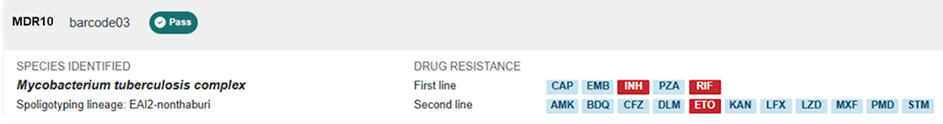 MDR10 barcode03 Pass
SPECIES IDENTIFIED
Mycobacterium tuberculosis complex
Spoligotyping lineage: EAI2-nonthaburi
DRUG RESISTANCE
First line CAP EMB INH PZA RIF
Second line AMK BDQ CFZ DLM ETO KAN LFX LZD MXF PMD STM